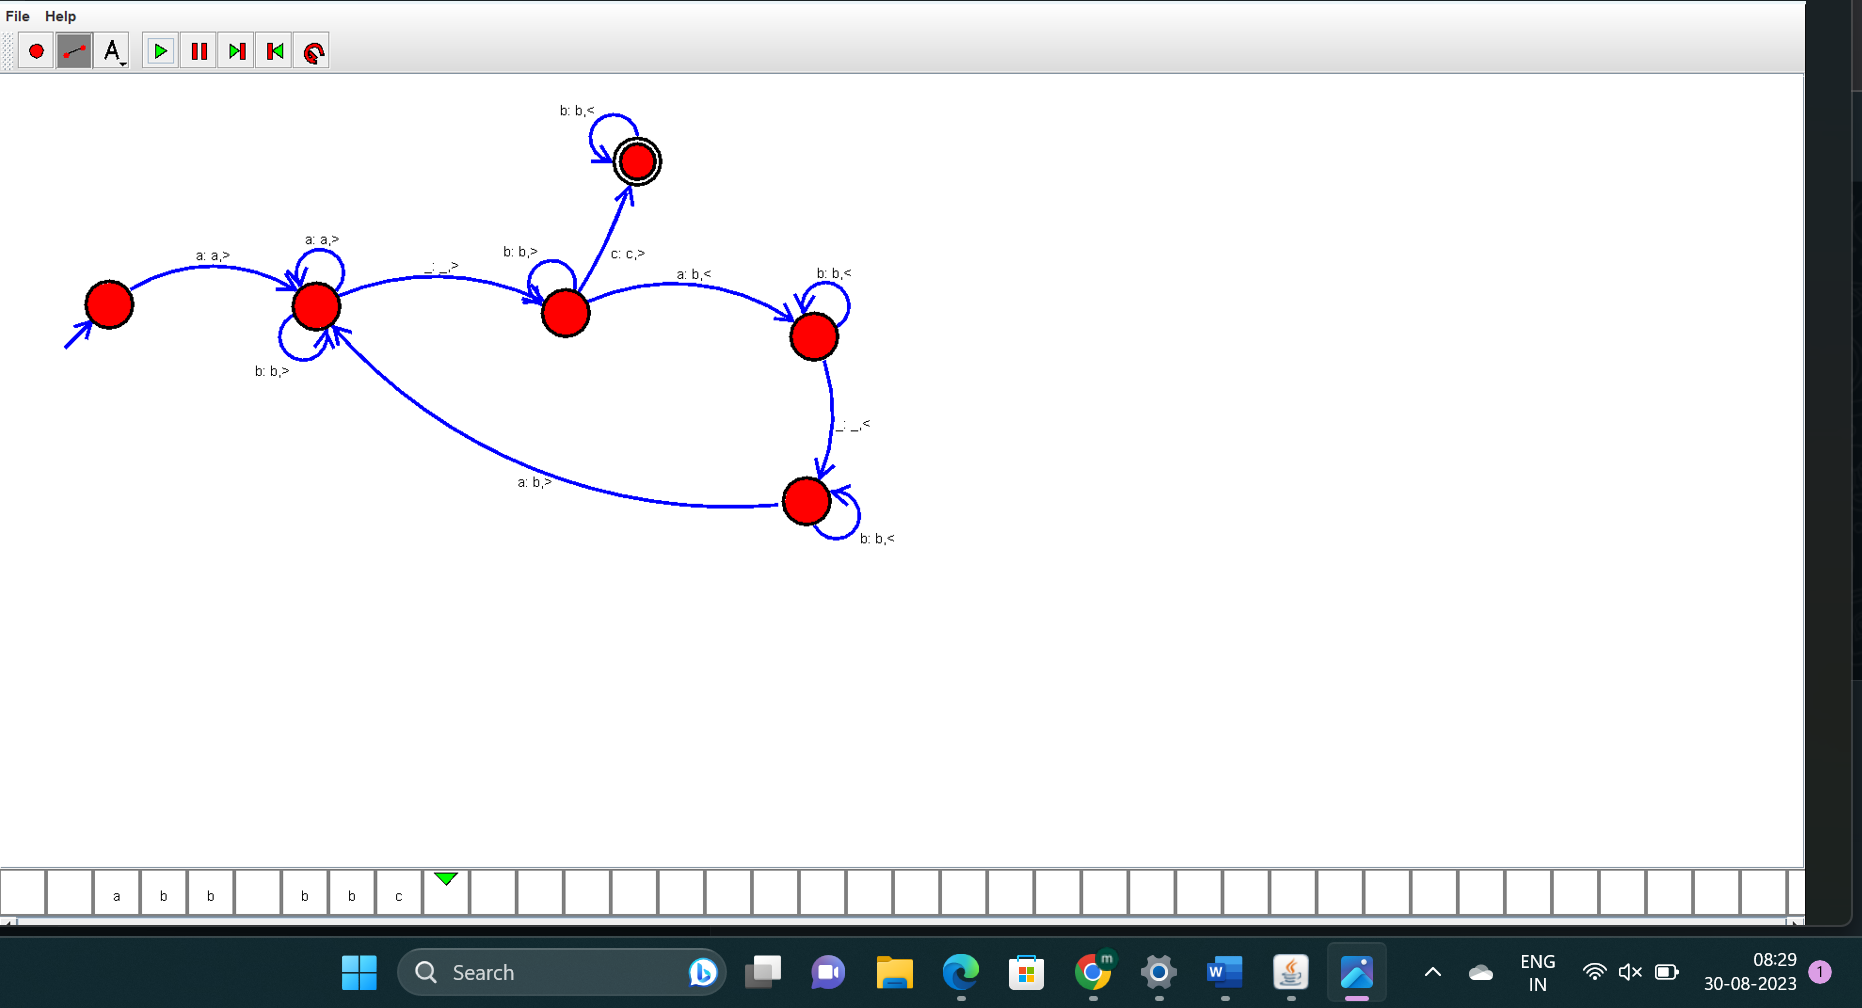 File Help
A
b: b,<
a: a,>
a: a,>
_: _,>
b: b,>
c: c,>
a: b,<
b: b,<
b: b,>
_: _,<
a: b,>
b: b,<
a b b b b c
Search
m
W
ENG
IN
08:29
30-08-2023
1